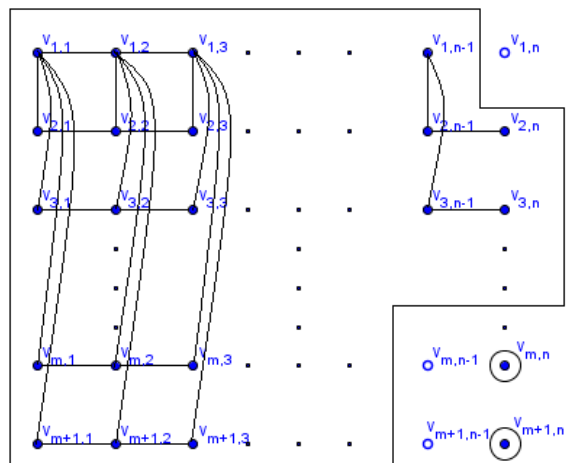 V1,1 V1,2 V1,3 V1,n-1 V1,n
V2,1 V2,2 V2,3 V2,n-1 V2,n
V3,1 V3,2 V3,3 V3,n-1 V3,n
Vm,1 Vm,2 Vm,3 Vm,n-1 Vm,n
Vm+1,1 Vm+1,2 Vm+1,3 Vm+1,n-1 Vm+1,n